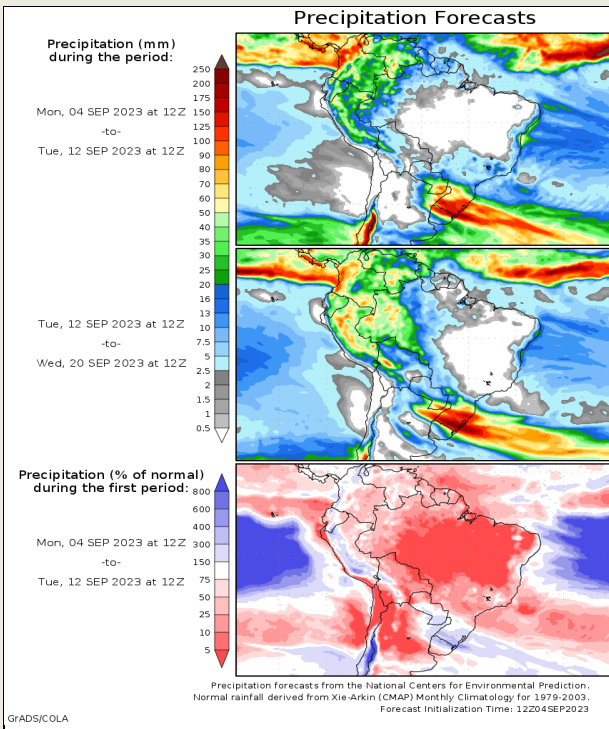 Precipitation Forecasts
Precipitation (mm)
during the period:
Mon, 04 SEP 2023 at 12Z
-to-
Tue, 12 SEP 2023 at 12Z
250
200
175
150
125
100
90
80
70
60
50
40
35
30
25
20
16
13
10
7.5
5
2.5
2
1.5
1
0.5
Tue, 12 SEP 2023 at 12Z
-to-
Wed, 20 SEP 2023 at 12Z
Precipitation (% of normal)
during the first period:
Mon, 04 SEP 2023 at 12Z
-to-
Tue, 12 SEP 2023 at 12Z
800
600
400
300
150
75
50
25
10
5
Precipitation forecasts from the National Centers for Environmental Prediction.
Normal rainfall derived from Xie-Arkin (CMAP) Monthly Climatology for 1979-2003.
Forecast Initialization Time: 12Z04SEP2023
GrADS/COLA